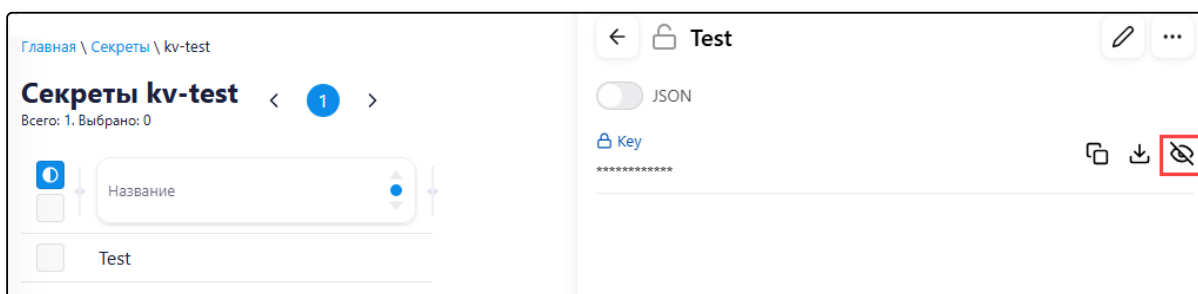 Главная \ Секреты \ kv-test
Секреты kv-test
1
Всего: 1. Выбрано: 0
Название
Test
Test
JSON
Key
************